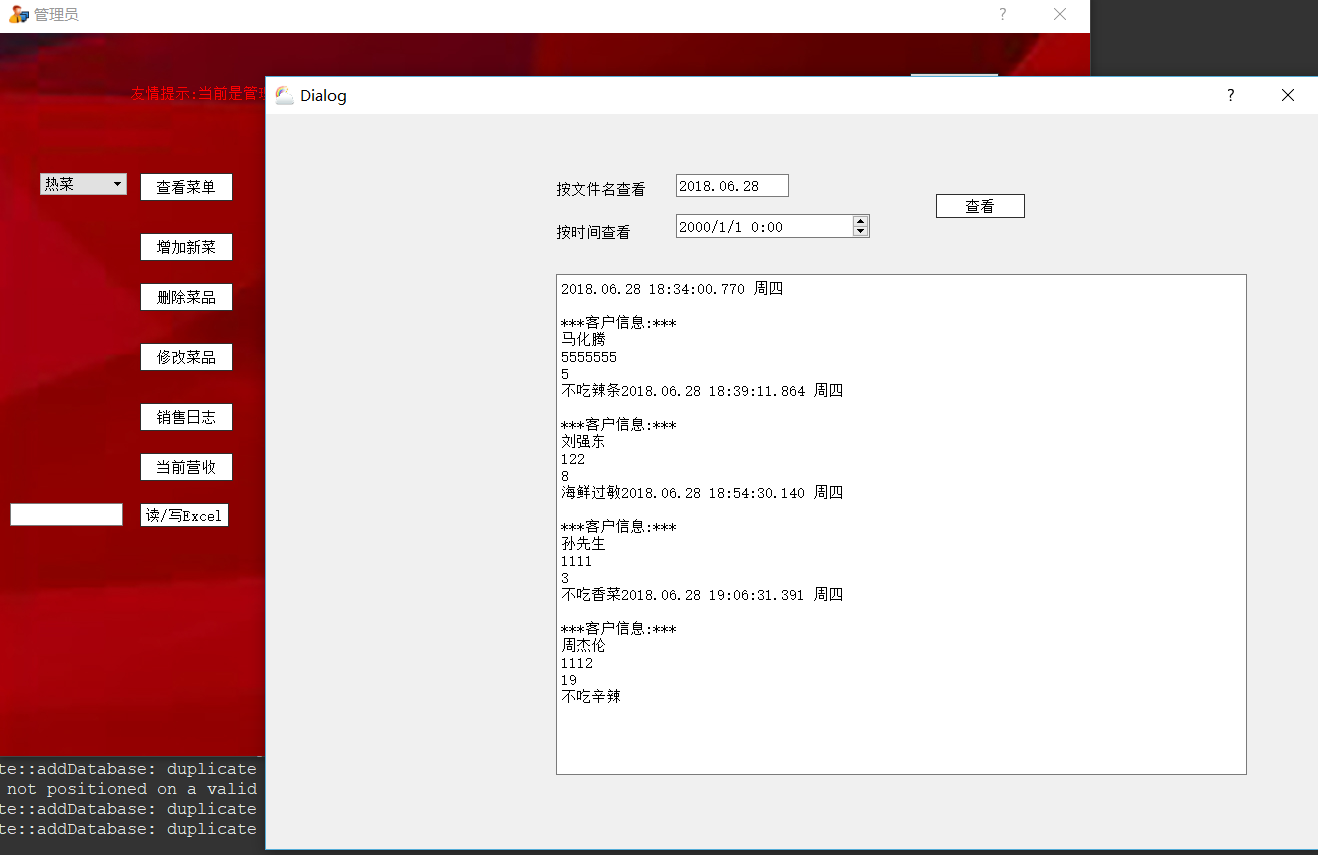 管理员
友情提示:当前是管理
Dialog
热菜
查看菜单
增加新菜
删除菜品
修改菜品
销售日志
当前营收
读/写Excel
按文件名查看
2018.06.28
按时间查看
2000/1/1 0:00
查看
2018.06.28 18:34:00.770 周四
***客户信息:***
马化腾
5555555
5
不吃辣条2018.06.28 18:39:11.864 周四
***客户信息:***
刘强东
122
8
海鲜过敏2018.06.28 18:54:30.140 周四
***客户信息:***
孙先生
1111
3
不吃香菜2018.06.28 19:06:31.391 周四
***客户信息:***
周杰伦
1112
19
不吃辛辣
te::addDatabase: duplicate
not positioned on a valid
te::addDatabase: duplicate
te::addDatabase: duplicate